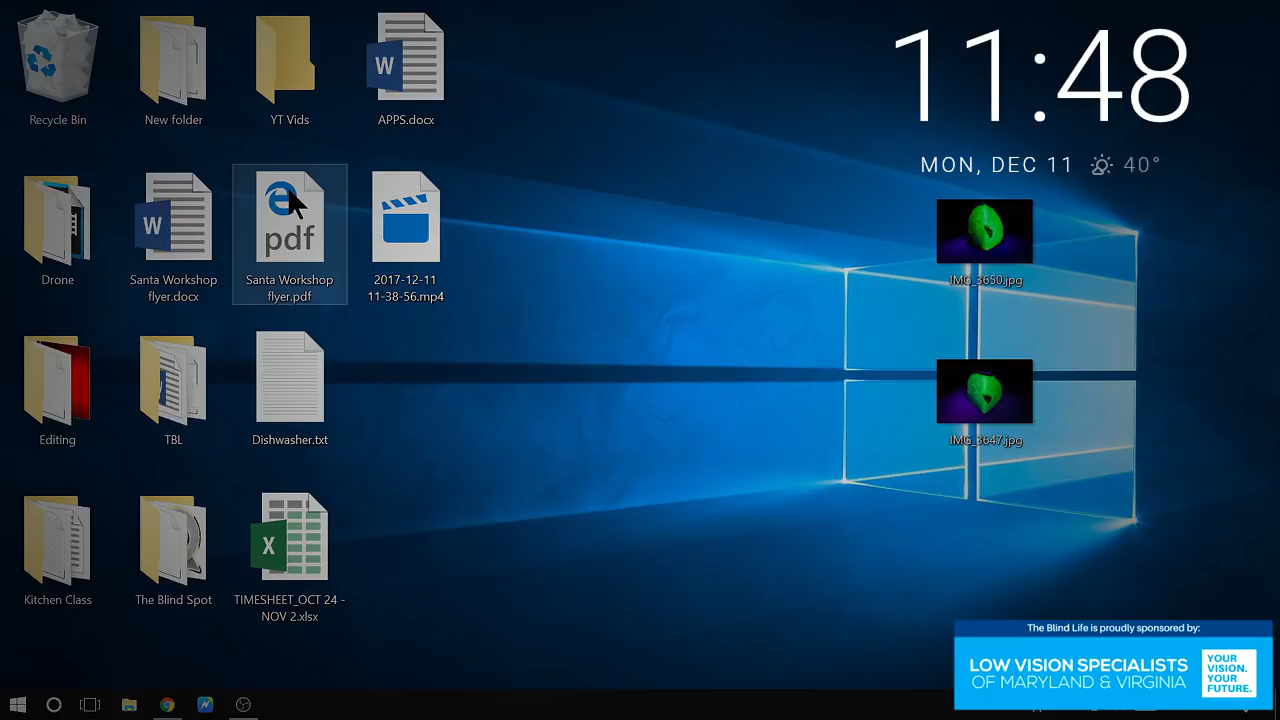 11:48
MON, DEC 11 40°
Recycle Bin
New folder
YT Vids
W
APPS.docx
Drone
W
Santa Workshop
flyer.docx
pdf
Santa Workshop
flyer.pdf
2017-12-11
11-38-56.mp4
IMG_3650.jpg
Editing
TBL
Dishwasher.txt
IMG_3647.jpg
Kitchen Class
The Blind Spot
X
TIMESHEET_OCT 24 -
NOV 2.xlsx
The Blind Life is proudly sponsored by:
LOW VISION SPECIALISTS
OF MARYLAND & VIRGINIA
YOUR
VISION.
YOUR
FUTURE.